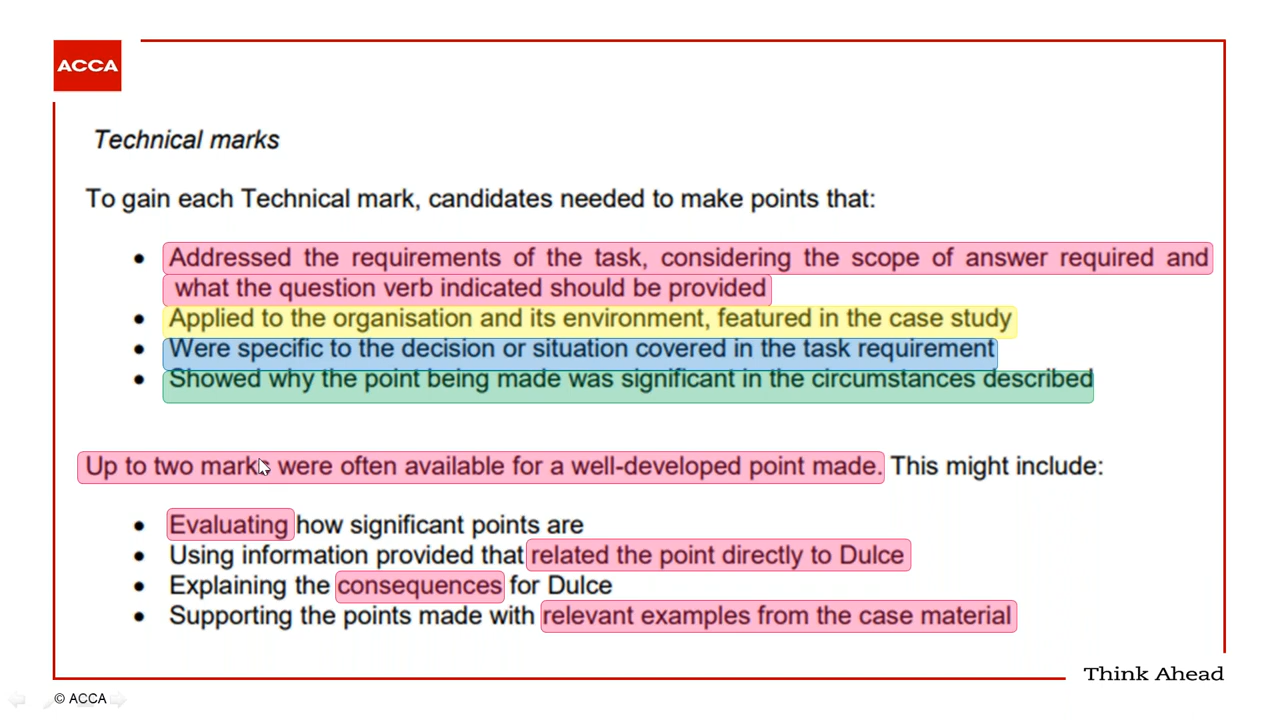 ACCA
Technical marks
To gain each Technical mark, candidates needed to make points that:
• Addressed the requirements of the task, considering the scope of answer required and
what the question verb indicated should be provided
• Applied to the organisation and its environment, featured in the case study
• Were specific to the decision or situation covered in the task requirement
• Showed why the point being made was significant in the circumstances described
Up to two marks were often available for a well-developed point made. This might include:
• Evaluating how significant points are
• Using information provided that related the point directly to Dulce
• Explaining the consequences for Dulce
• Supporting the points made with relevant examples from the case material
Think Ahead
© ACCA